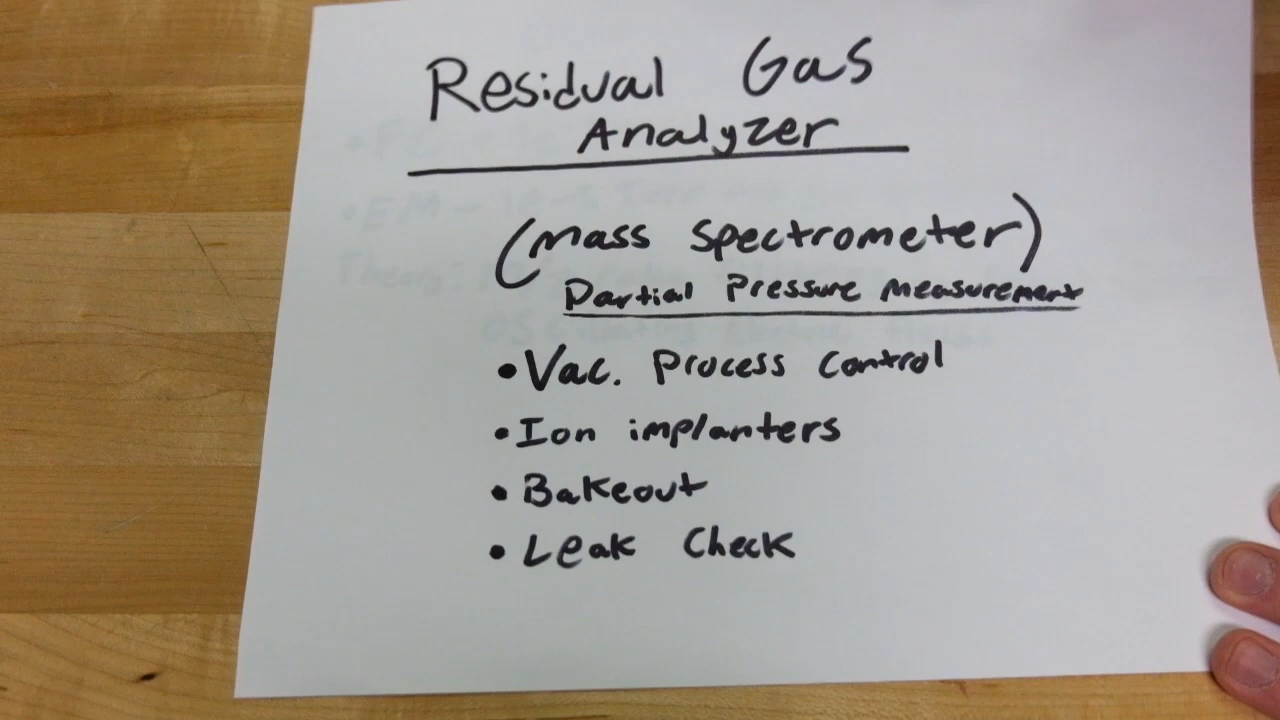 Residual Gas
Analyzer
(Mass Spectrometer)
Partial Pressure Measurement
• Vac. Process Control
• Ion implanters
• Bakeout
• Leak Check